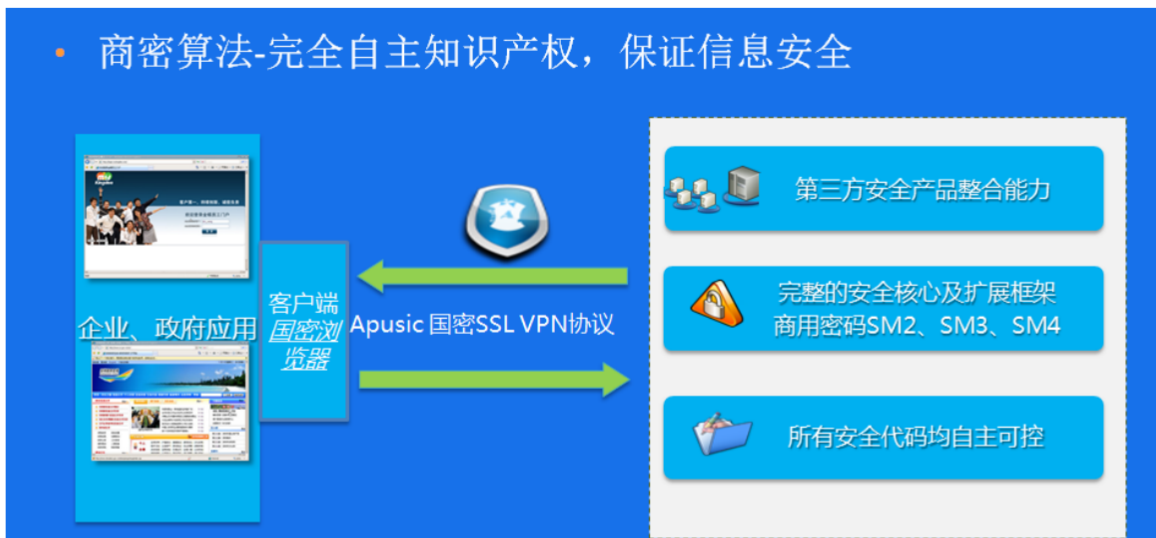 • 商密算法-完全自主知识产权，保证信息安全
企业、政府应用
客户端
国密浏
览器
Apusic 国密SSL VPN协议
第三方安全产品整合能力
完整的安全核心及扩展框架
商用密码SM2、SM3、SM4
所有安全代码均自主可控